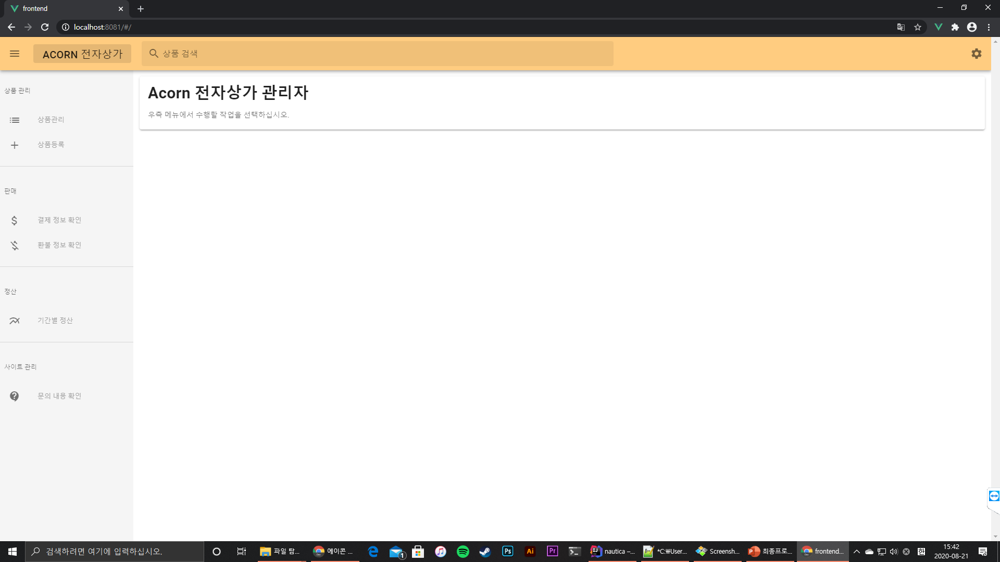 frontend
localhost:8081/#/
ACORN 전자상가
상품 검색
상품 관리
상품관리
상품등록
판매
결제 정보 확인
환불 정보 확인
정산
기간별 정산
사이트 관리
문의 내용 확인
Acorn 전자상가 관리자
우측 메뉴에서 수행할 작업을 선택하십시오.
검색하려면 여기에 입력하십시오.
파일 탐...
에이콘 ...
1
Ps
Ai
Pr
IJ
nautica –...
*C:￦User...
Screensh...
최종프로...
frontend...
15:42
2020-08-21